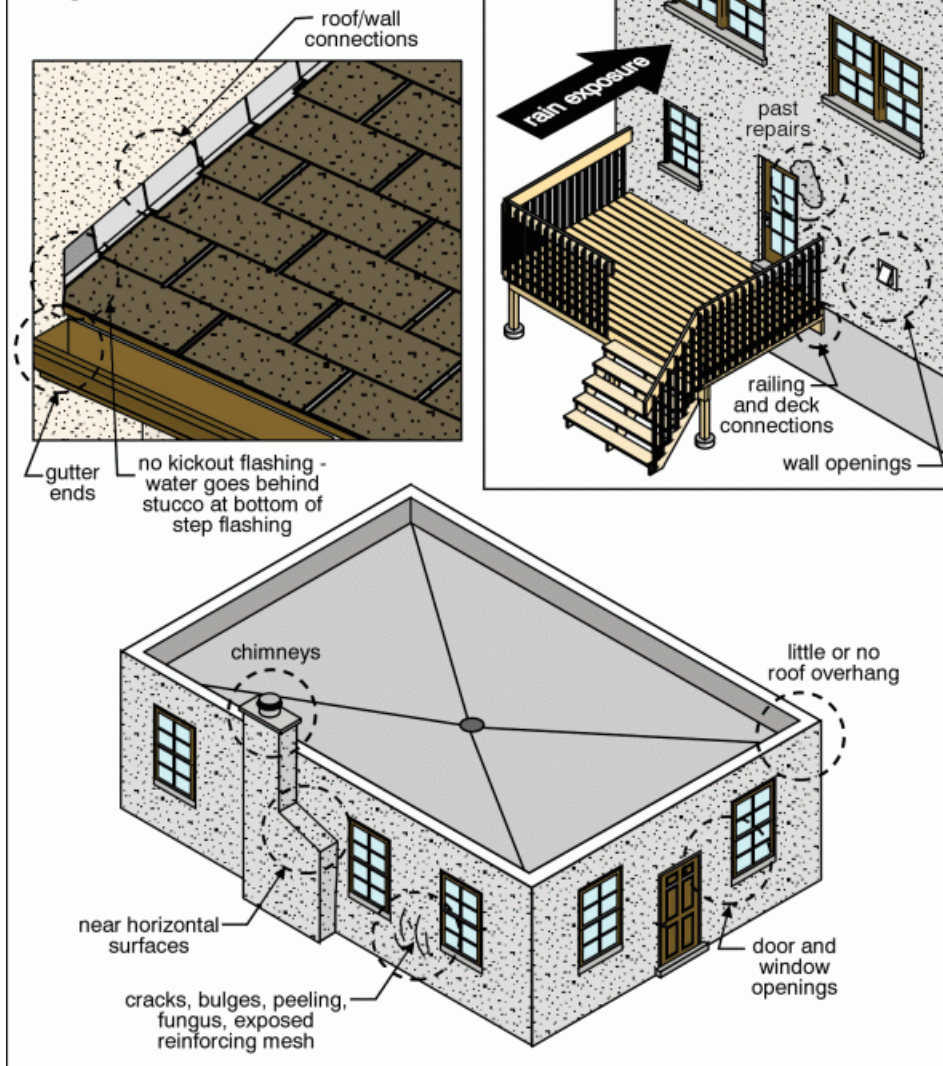 roof/wall
connections
rain exposure
past
repairs
railing
and deck
connections
wall openings
gutter
ends
no kickout flashing -
water goes behind
stucco at bottom of
step flashing
chimneys
little or no
roof overhang
near horizontal
surfaces
door and
window
openings
cracks, bulges, peeling,
fungus, exposed
reinforcing mesh